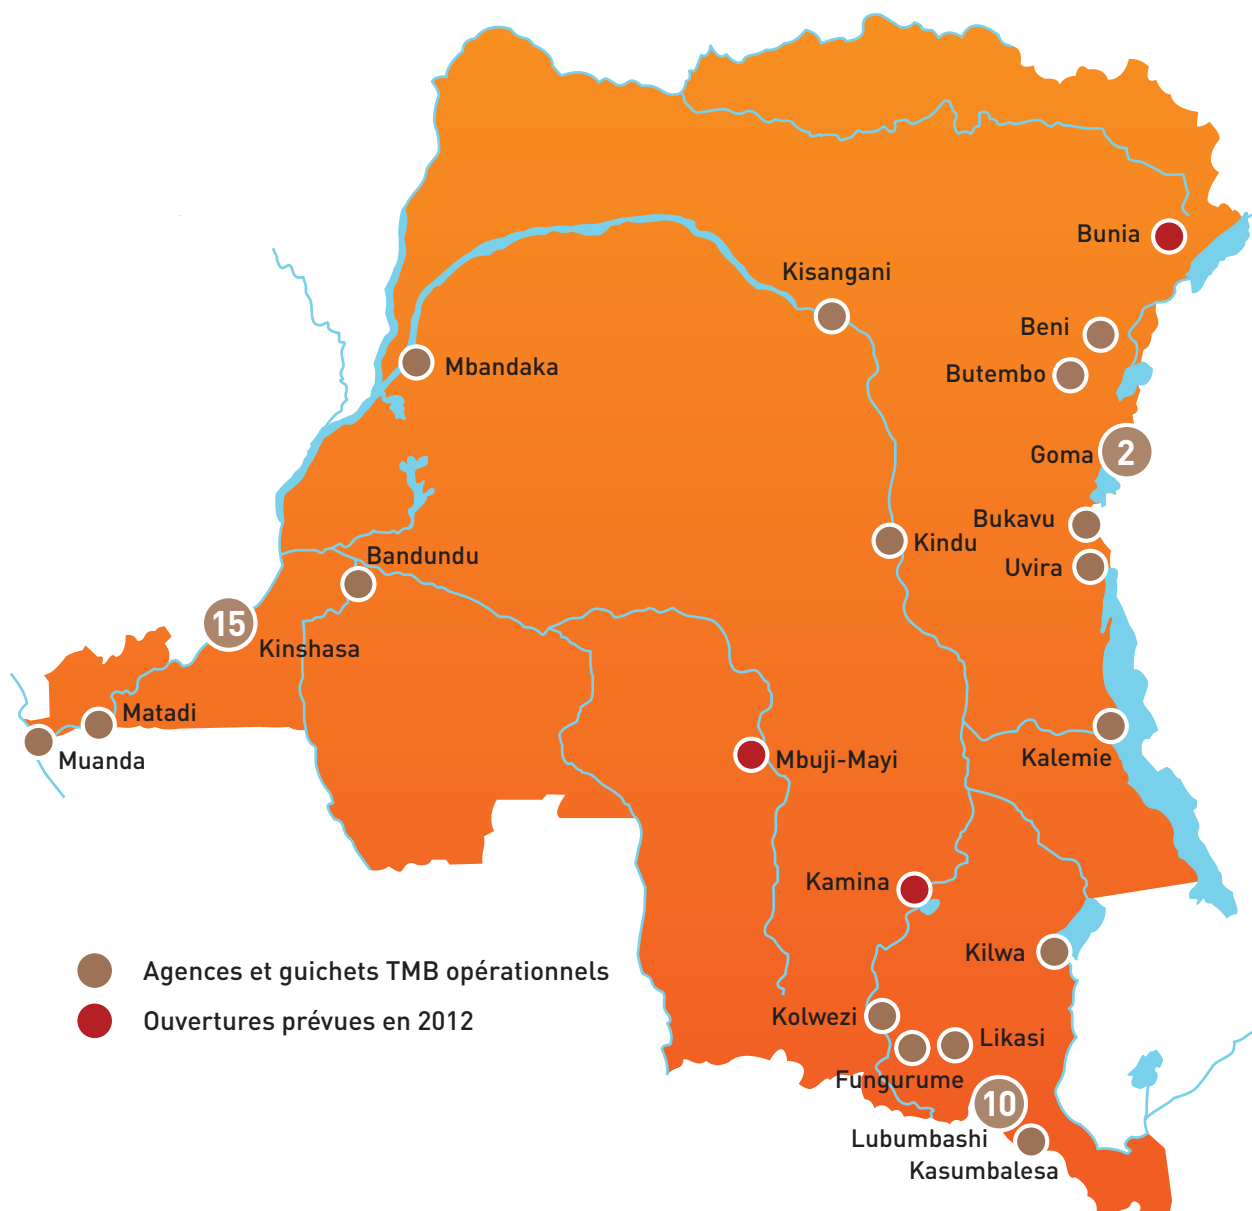 Bunia
Kisangani
Beni
Mbandaka
Butembo
Goma
2
Bukavu
Kindu
Bandundu
Uvira
15
Kinshasa
Matadi
Muanda
Mbuji-Mayi
Kalemie
Kamina
Kilwa
Agences et guichets TMB opérationnels
Ouvertures prévues en 2012
Kolwezi
Likasi
Fungurume
10
Lubumbashi
Kasumbalesa